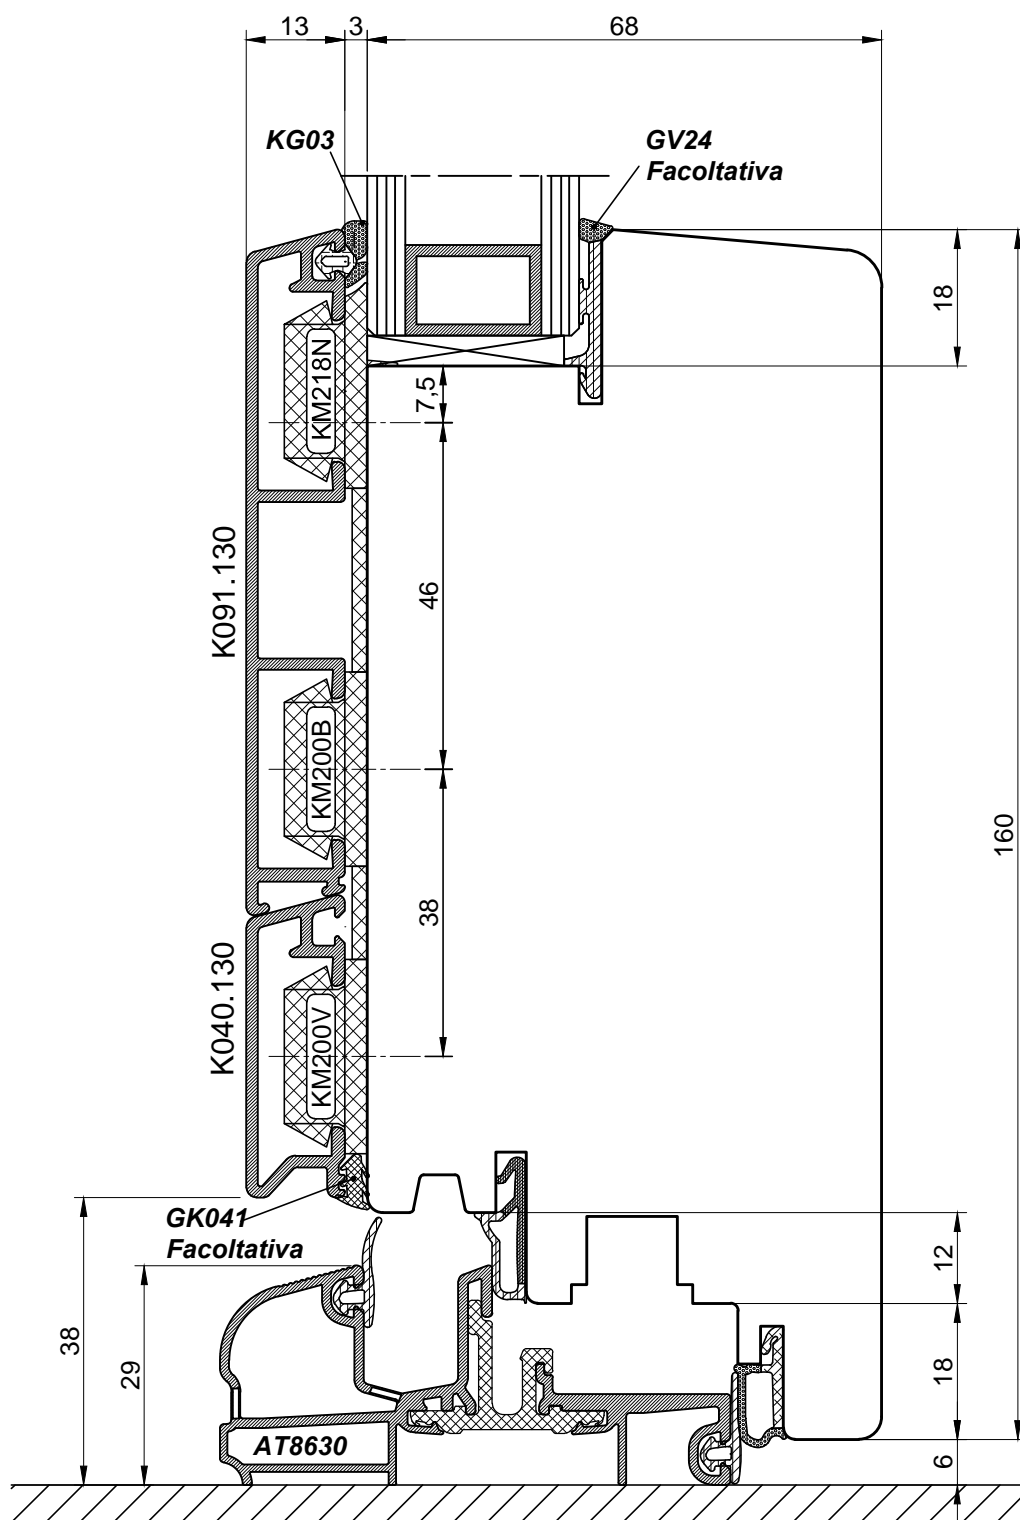 13
3
68
KG03
GV24
Facoltativa
18
7,5
KM218N
K091.130
46
KM200B
160
38
K040.130
KM200V
GK041
Facoltativa
12
38
29
18
AT8630
6